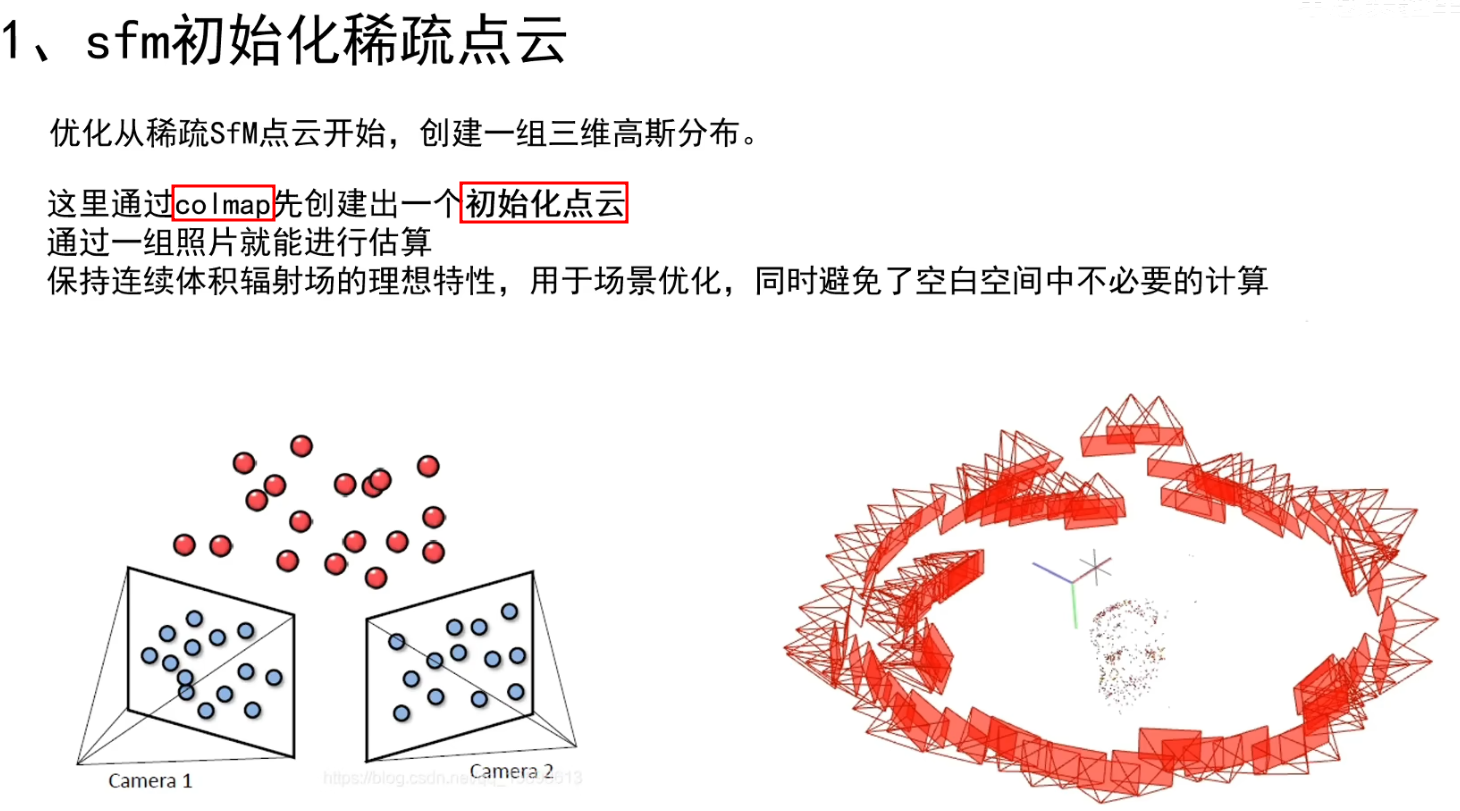 1、sfm初始化稀疏点云
优化从稀疏SfM点云开始，创建一组三维高斯分布。
这里通过colmap先创建出一个初始化点云
通过一组照片就能进行估算
保持连续体积辐射场的理想特性，用于场景优化，同时避免了空白空间中不必要的计算
Camera 1
Camera 2